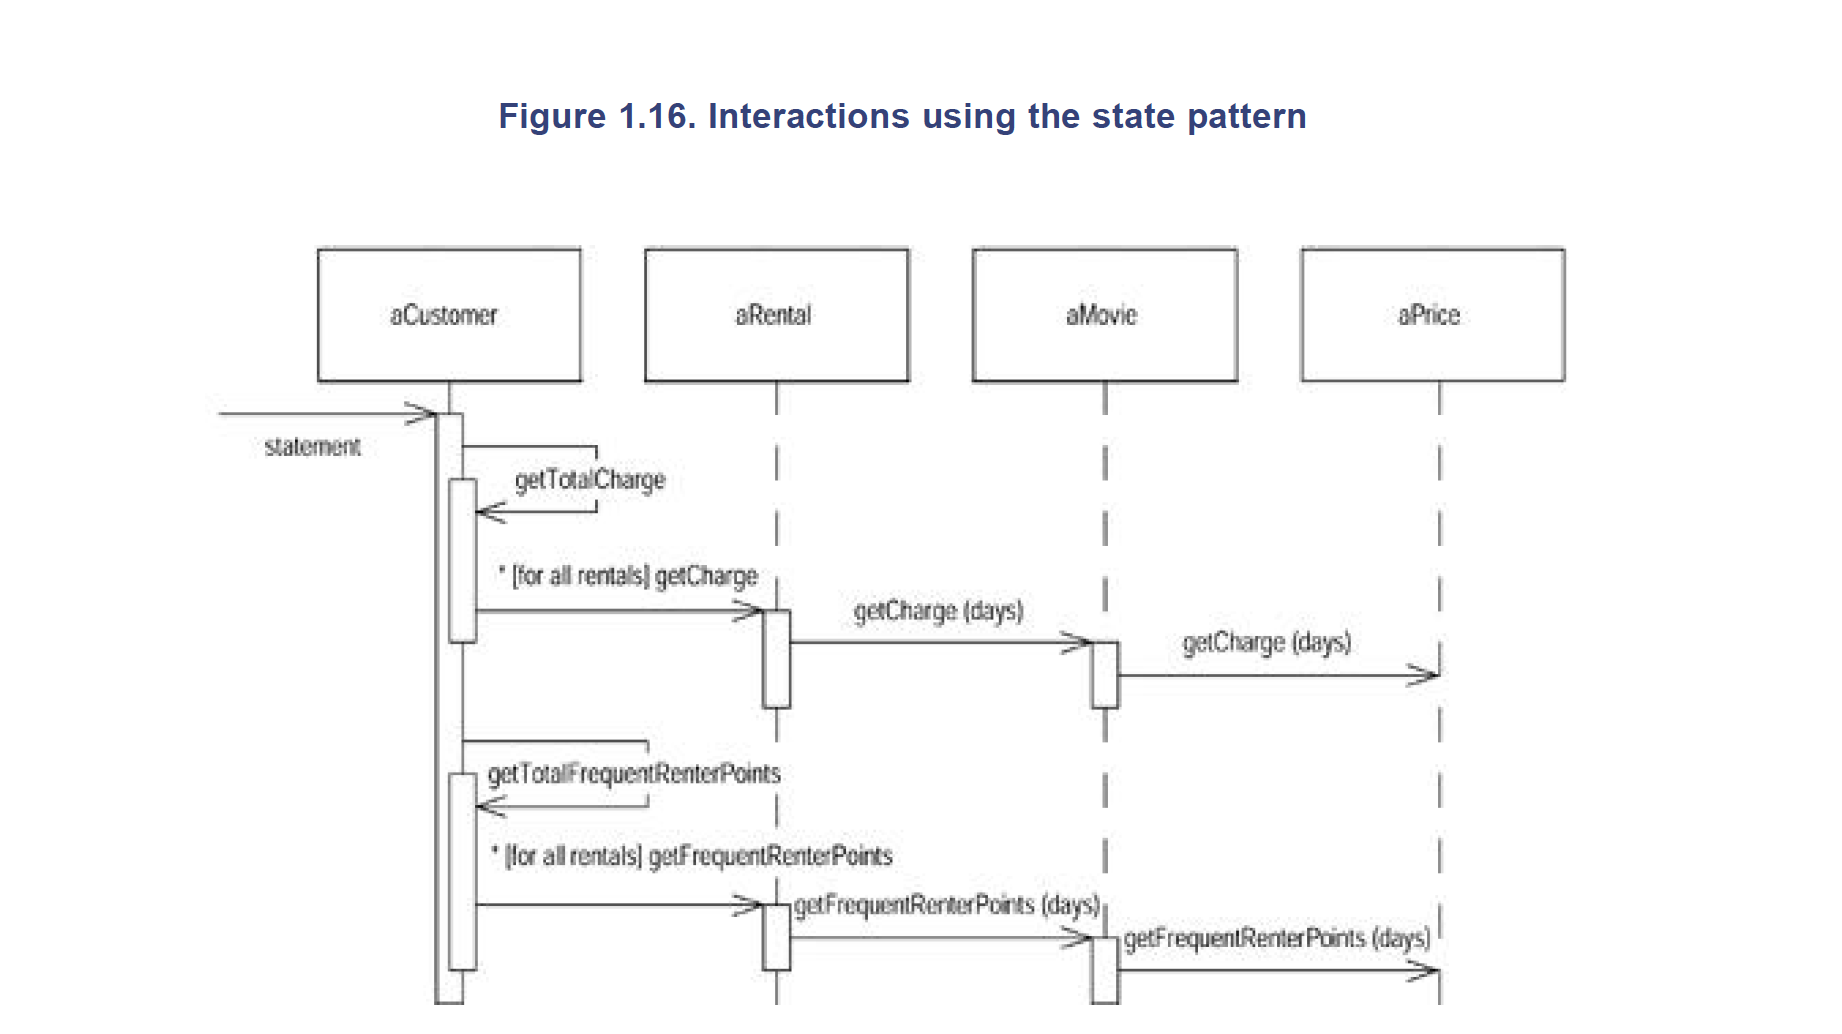 Figure 1.16. Interactions using the state pattern
aCustomer
aRental
aMovie
aPrice
statement
getTotalCharge
* [for all rentals] getCharge
getCharge (days)
getCharge (days)
getTotalFrequentRenterPoints
* [for all rentals] getFrequentRenterPoints
getFrequentRenterPoints (days)
getFrequentRenterPoints (days)